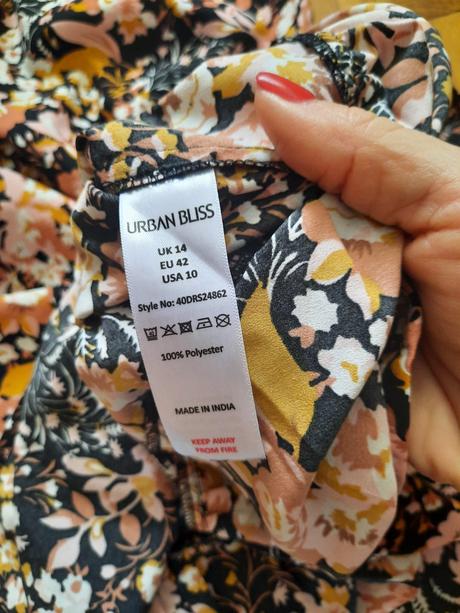 URBAN BLISS
UK 14
EU 42
USA 10
Style No: 40DRS24862
100% Polyester
MADE IN INDIA
KEEP AWAY
FROM FIRE